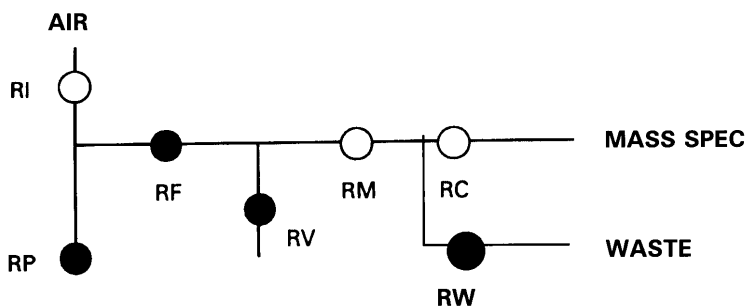 AIR
RI
MASS SPEC
RF
RM
RC
RV
RP
WASTE
RW